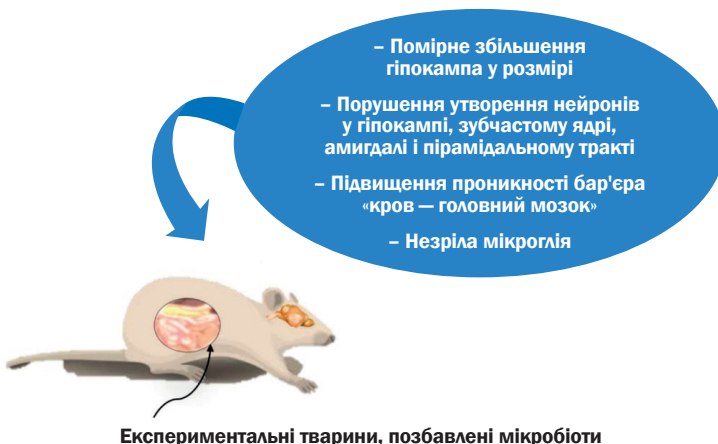 – Помірне збільшення
гіпокампа у розмірі
– Порушення утворення нейронів
у гіпокампі, зубчастому ядрі,
амигдалі і пірамідальному тракті
– Підвищення проникності бар'єра
«кров — головний мозок»
– Незріла мікроглія
Експериментальні тварини, позбавлені мікробіоти